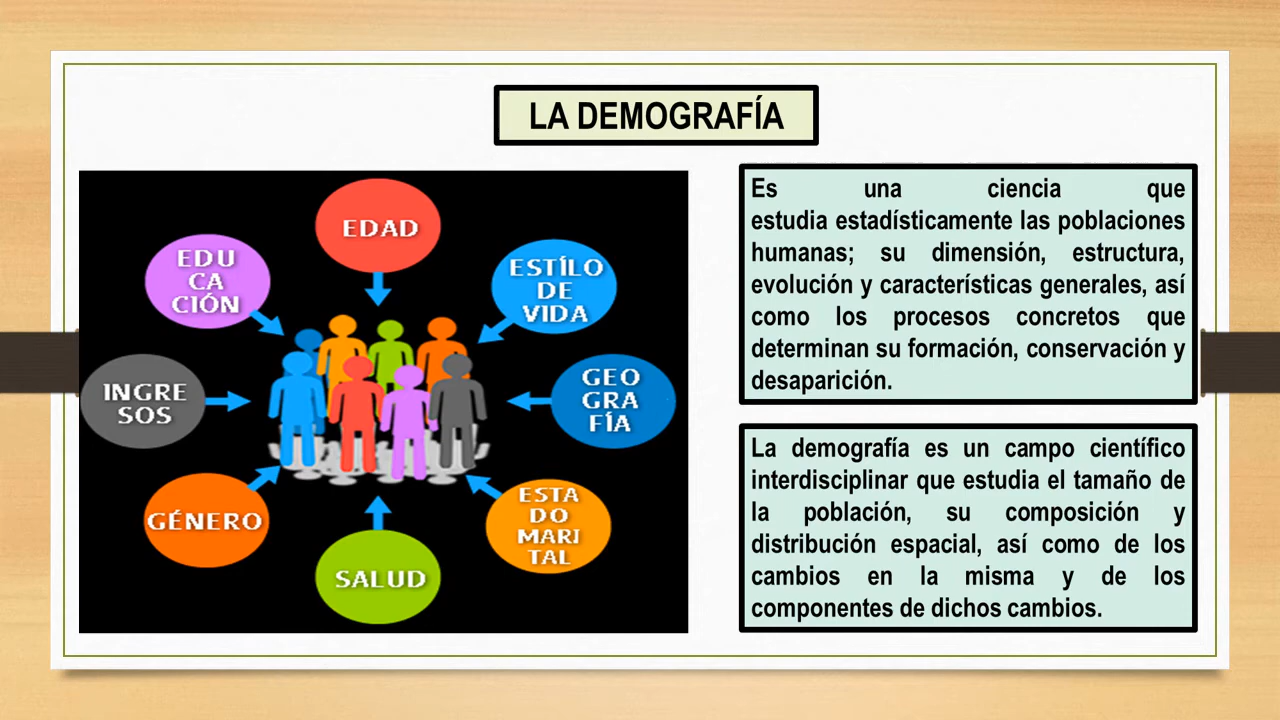 LA DEMOGRAFÍA
EDAD
EDU
CA
CIÓN
ESTÍLO
DE
VIDA
INGRE
SOS
GEO
GRA
FÍA
GÉNERO
ESTA
DO
MARI
TAL
SALUD
Es una ciencia que
estudia estadísticamente las poblaciones
humanas; su dimensión, estructura,
evolución y características generales, así
como los procesos concretos que
determinan su formación, conservación y
desaparición.
La demografía es un campo científico
interdisciplinar que estudia el tamaño de
la población, su composición y
distribución espacial, así como de los
cambios en la misma y de los
componentes de dichos cambios.